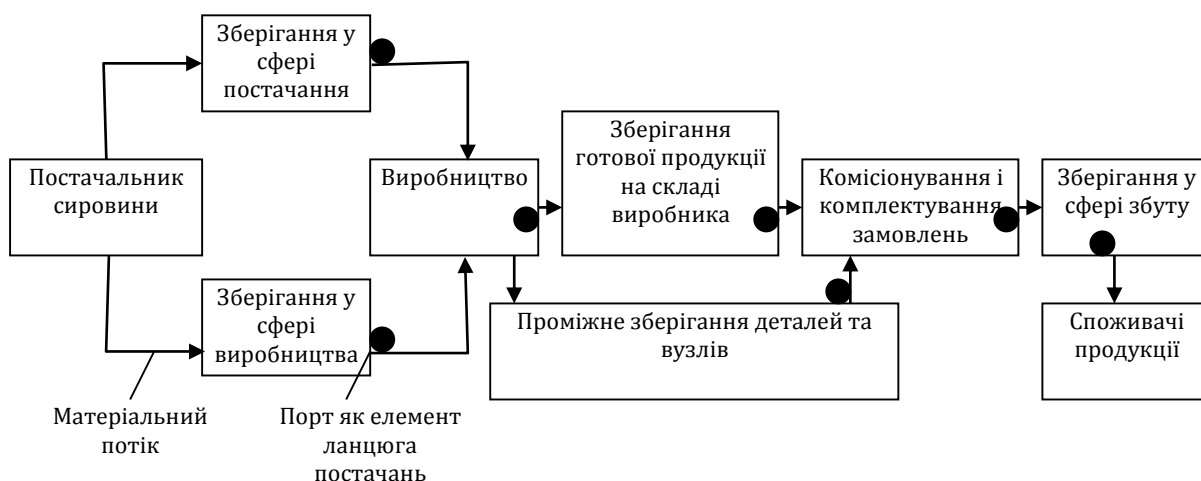 Зберігання у
сфері
постачання
Постачальник
сировини
Виробництво
Зберігання
готової продукції
на складі
виробника
Комісіонування і
комплектування
замовлень
Зберігання у
сфері збуту
Зберігання у
сфері
виробництва
Проміжне зберігання деталей та
вузлів
Споживачі
продукції
Матеріальний
потік
Порт як елемент
ланцюга
постачань